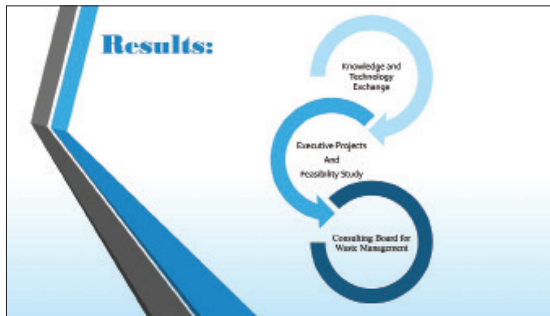 Results:
Knowledge and
Technology
Exchange
Executive Projects
And
Feasibility Study
Consulting Board for
Waste Management